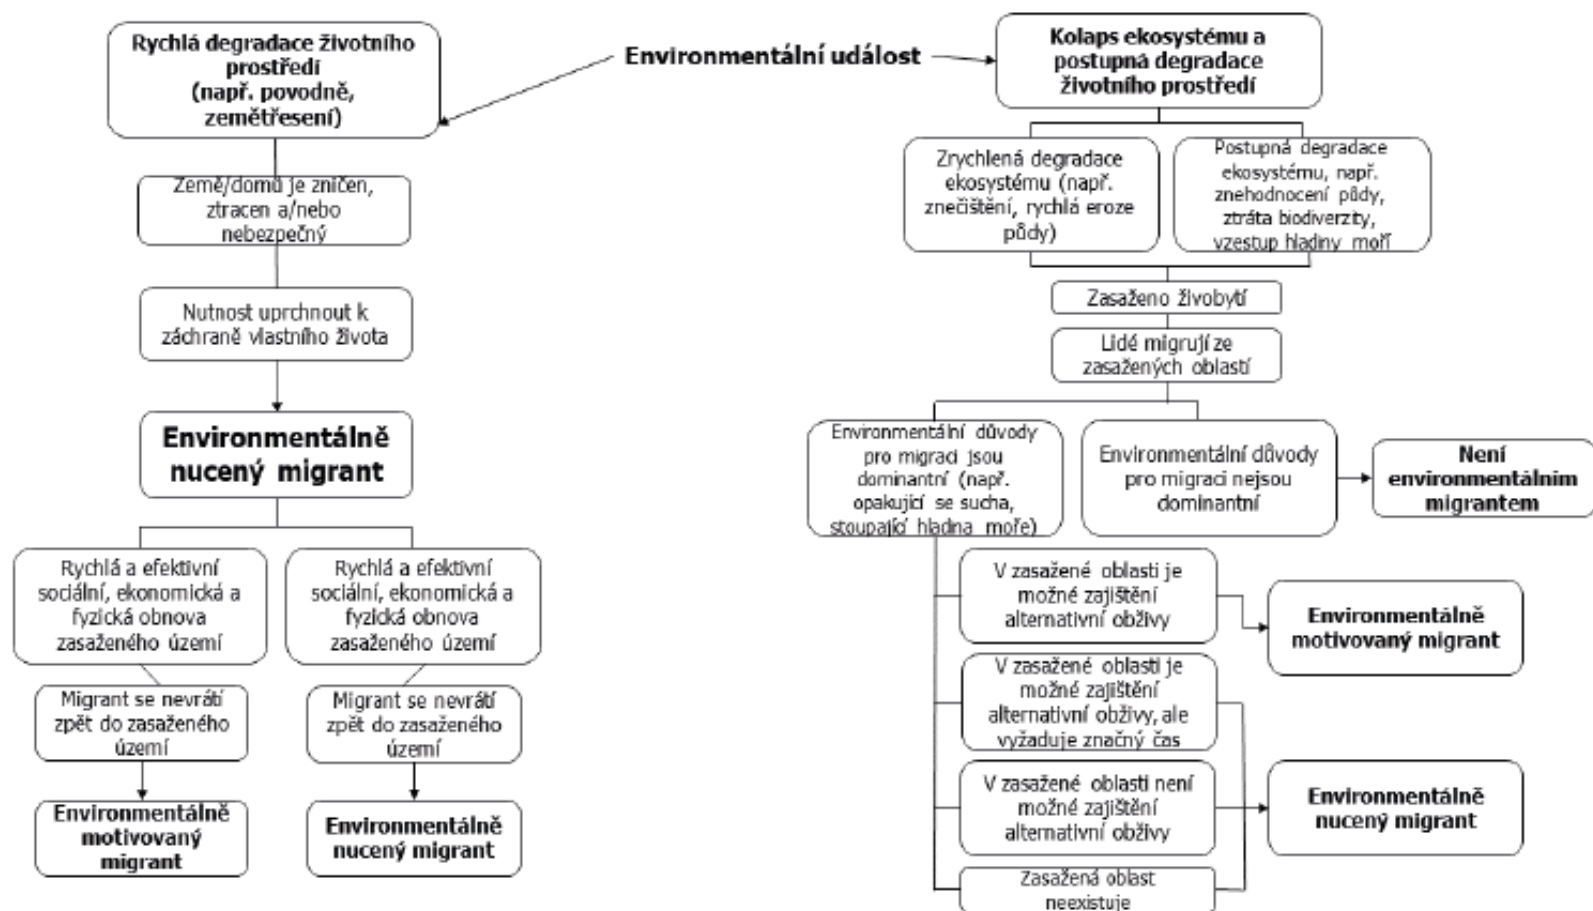 Environmentální událost
Rychlá degradace životního
prostředí
(např. povodně,
zemětřesení)
Země/domů je zničen,
ztracen a/nebo
nebezpečný
Nutnost uprchnout k
záchraně vlastního života
Environmentálně
nucený migrant
Rychlá a efektivní
sociální, ekonomická a
fyzická obnova
zasaženého území
Migrant se nevrátí
zpět do zasaženého
území
Environmentálně
motivovaný
migrant
Rychlá a efektivní
sociální, ekonomická a
fyzická obnova
zasaženého území
Migrant se nevrátí
zpět do zasaženého
území
Environmentálně
nucený migrant
Kolaps ekosystému a
postupná degradace
životního prostředí
Zrychlená degradace
ekosystému (např.
znečištění, rychlá eroze
půdy)
Postupná degradace
ekosystému, např.
znehodnocení půdy,
ztráta biodiverzity,
vzestup hladiny moří
Zasaženo živobytí
Lidé migrují ze
zasažených oblastí
Environmentální důvody
pro migraci jsou
dominantní (např.
opakující se sucha,
stoupající hladina moře)
Environmentální důvody
pro migraci nejsou
dominantní
Není
environmentálním
migrantem
V zasažené oblasti je
možné zajištění
alternativní obživy
Environmentálně
motivovaný migrant
V zasažené oblasti je
možné zajištění
alternativní obživy, ale
vyžaduje značný čas
V zasažené oblasti není
možné zajištění
alternativní obživy
Environmentálně
nucený migrant
Zasažená oblast
neexistuje